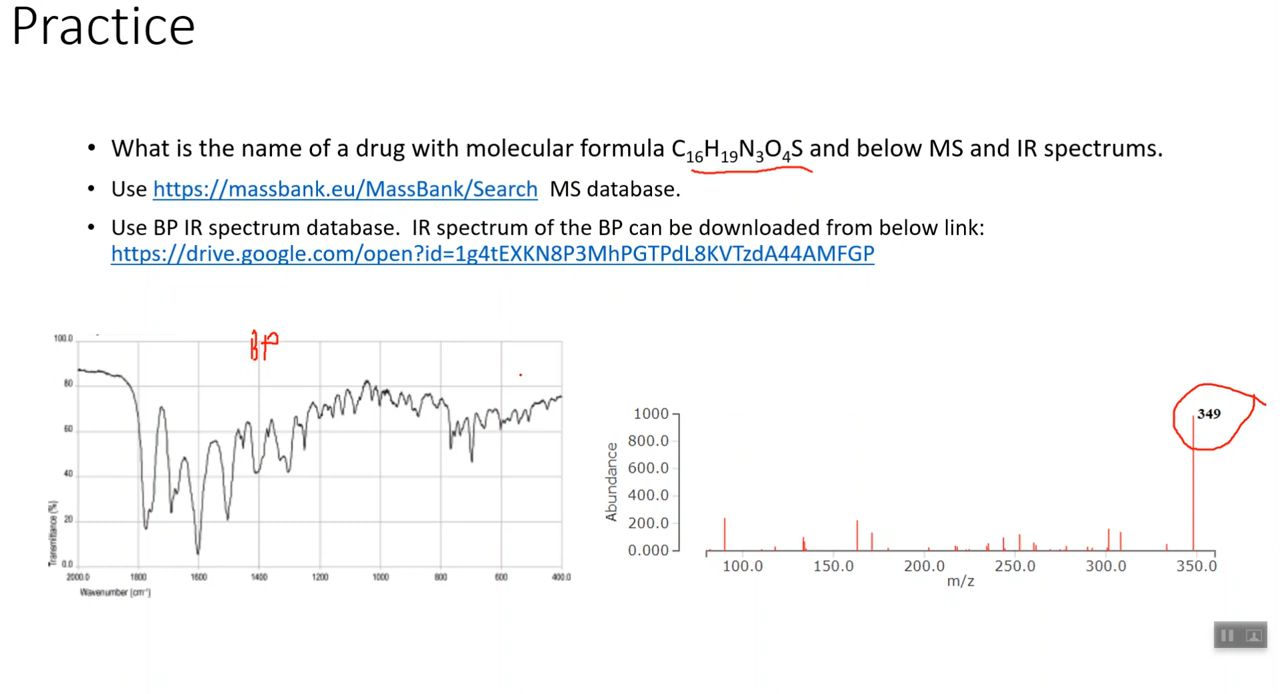 Practice
• What is the name of a drug with molecular formula C₁₆H₁₉N₃O₄S and below MS and IR spectrums.
• Use https://massbank.eu/MassBank/Search MS database.
• Use BP IR spectrum database. IR spectrum of the BP can be downloaded from below link:
https://drive.google.com/open?id=1g4tEXKN8P3MhPGTPdL8KVTzdA44AMFGP
BP
100.0
80
60
40
20
0.0
Transmittance (%)
2000.0 1800 1600 1400 1200 1000 800 600 400.0
Wavenumber (cm⁻¹)
349
1000
800.0
600.0
400.0
200.0
0.000
Abundance
100.0 150.0 200.0 250.0 300.0 350.0
m/z